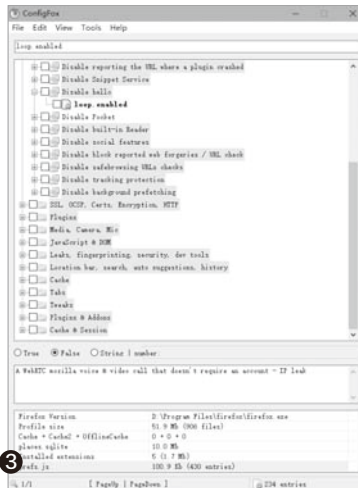 ConfigFox
File Edit View Tools Help
loop.enabled
Disable reporting the URL where a plugin crashed
Disable Snippet Service
Disable hello
loop.enabled
Disable Pocket
Disable built-in Reader
Disable social features
Disable block reported web forgeries / URL check
Disable safebrowsing URLs checks
Disable tracking protection
Disable background prefetching
SSL, OCSP, Certs, Encryption, HTTP
Plugins
Media, Camera, Mic
JavaScript & DOM
Leaks, fingerprinting, security, dev tools
Location bar, search, auto suggestions, history
Cache
Tabs
Tweaks
Plugins & Addons
Cache & Session
True False String | number:
A WebRTC mozilla voice & video call that doesn't require an account - IP leak
Firefox Version D:\Program Files\firefox\firefox.exe
Profile size 51.9 Mb (906 files)
Cache + Cache2 + OfflineCache 0 + 0 + 0
places.sqlite 10.0 Mb
installed extensions 5 (1.7 Mb)
3
prefs.js 100.9 Kb (430 entries)
1/1 [ PageUp | PageDown ] 234 entries